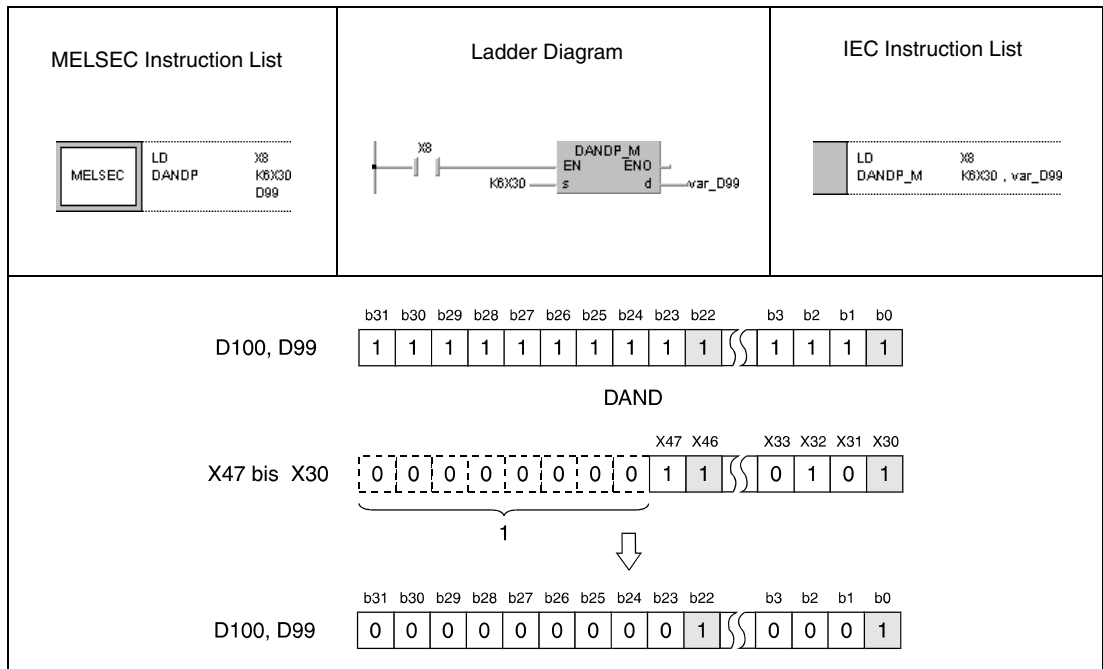 MELSEC Instruction List
Ladder Diagram
IEC Instruction List
MELSEC
LD X8
DANDP K6X30
D99
X8
DANDP_M
EN ENO
K6X30 s d var_D99
LD X8
DANDP_M K6X30 , var_D99
b31 b30 b29 b28 b27 b26 b25 b24 b23 b22 b3 b2 b1 b0
D100, D99 1 1 1 1 1 1 1 1 1 1 1 1 1 1
DAND
X47 X46 X33 X32 X31 X30
X47 bis X30 0 0 0 0 0 0 0 0 1 1 0 1 0 1
1
b31 b30 b29 b28 b27 b26 b25 b24 b23 b22 b3 b2 b1 b0
D100, D99 0 0 0 0 0 0 0 0 0 1 0 0 0 1